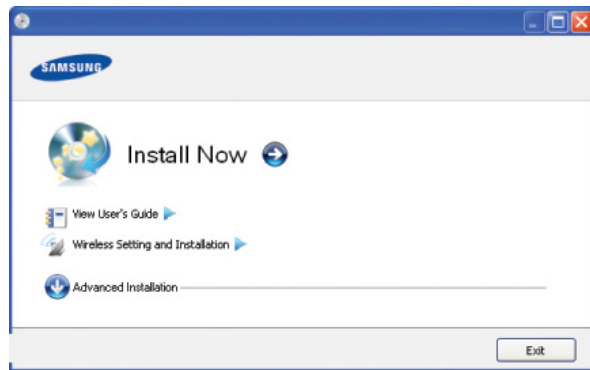 SAMSUNG
Install Now
View User's Guide
Wireless Setting and Installation
Advanced Installation
Exit